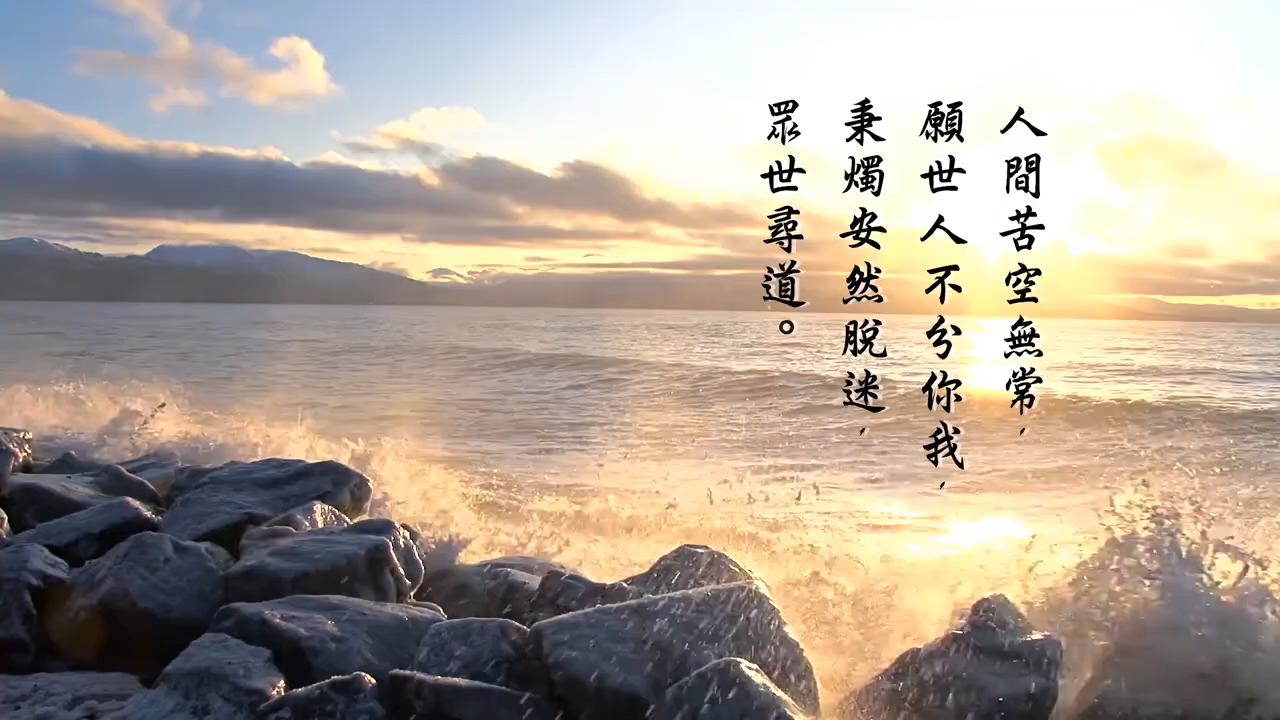 人間苦空無常，
願世人不分你我，
秉燭安然脫迷，
眾世尋道。